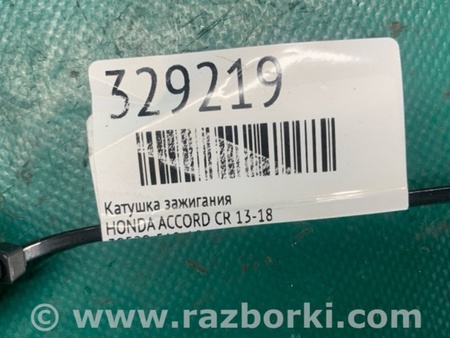 329219
Катушка зажигания
HONDA ACCORD CR 13-18
www.razborki.com